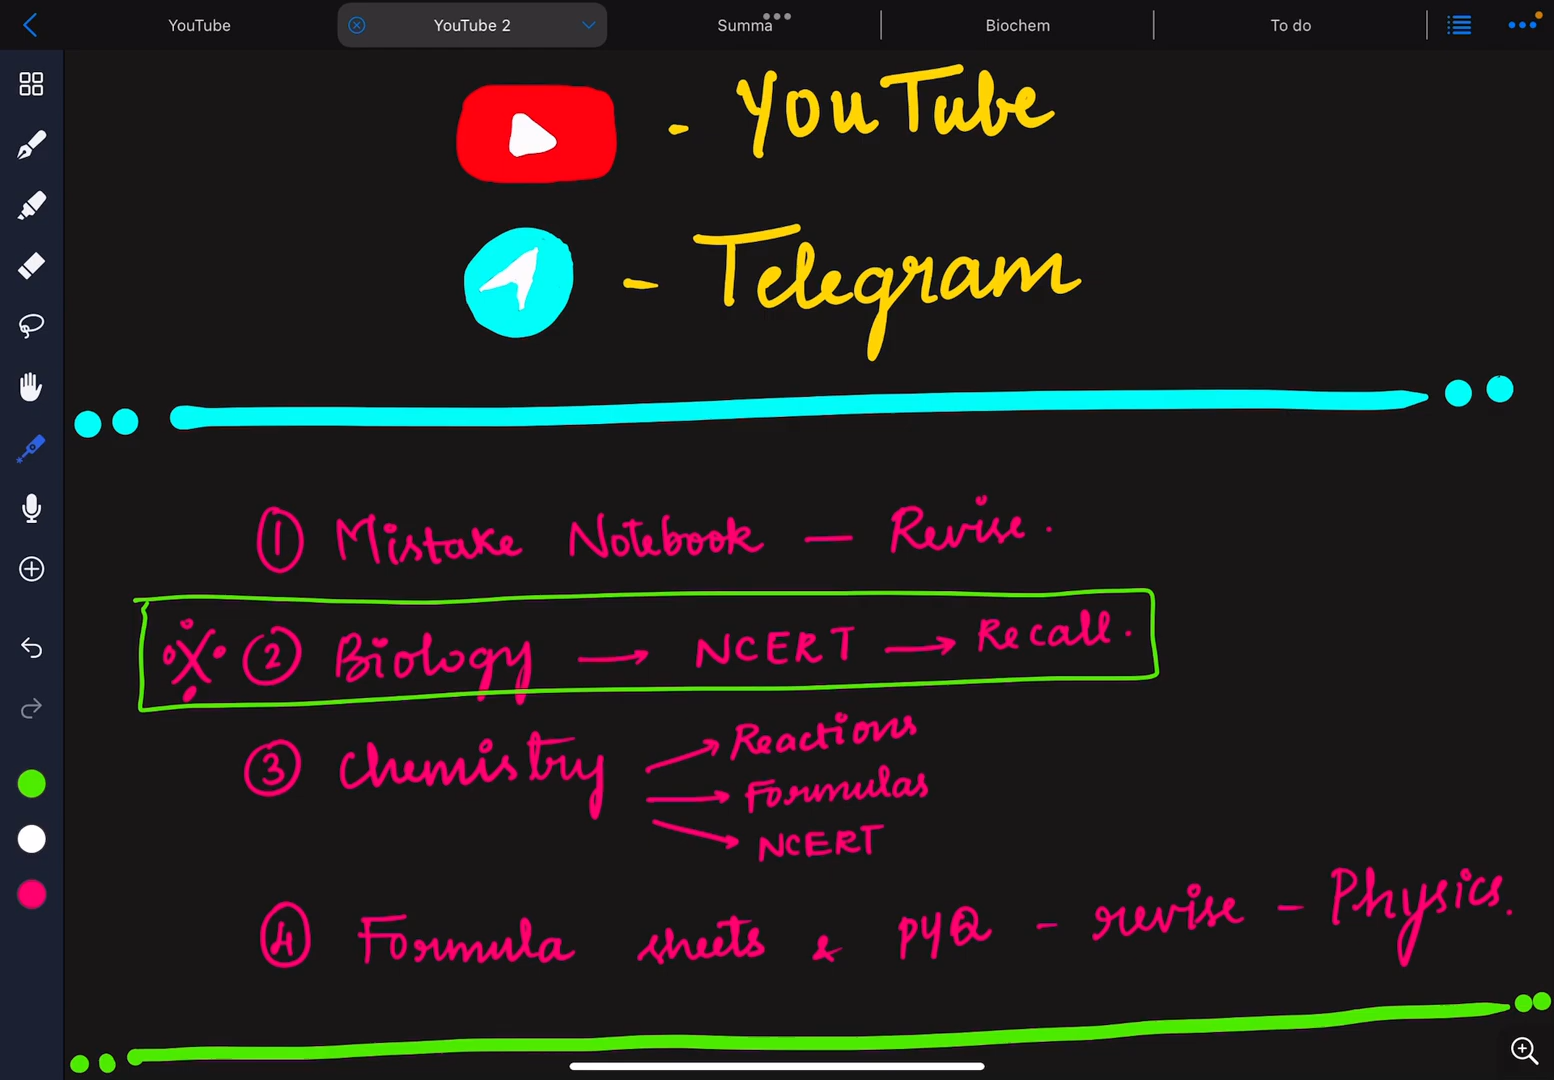 YouTube YouTube 2 Summa Biochem To do
- YouTube
- Telegram
① Mistake Notebook — Revise.
② Biology → NCERT → Recall.
③ Chemistry → Reactions
→ Formulas
→ NCERT
④ Formula sheets & PYQ - revise - Physics.